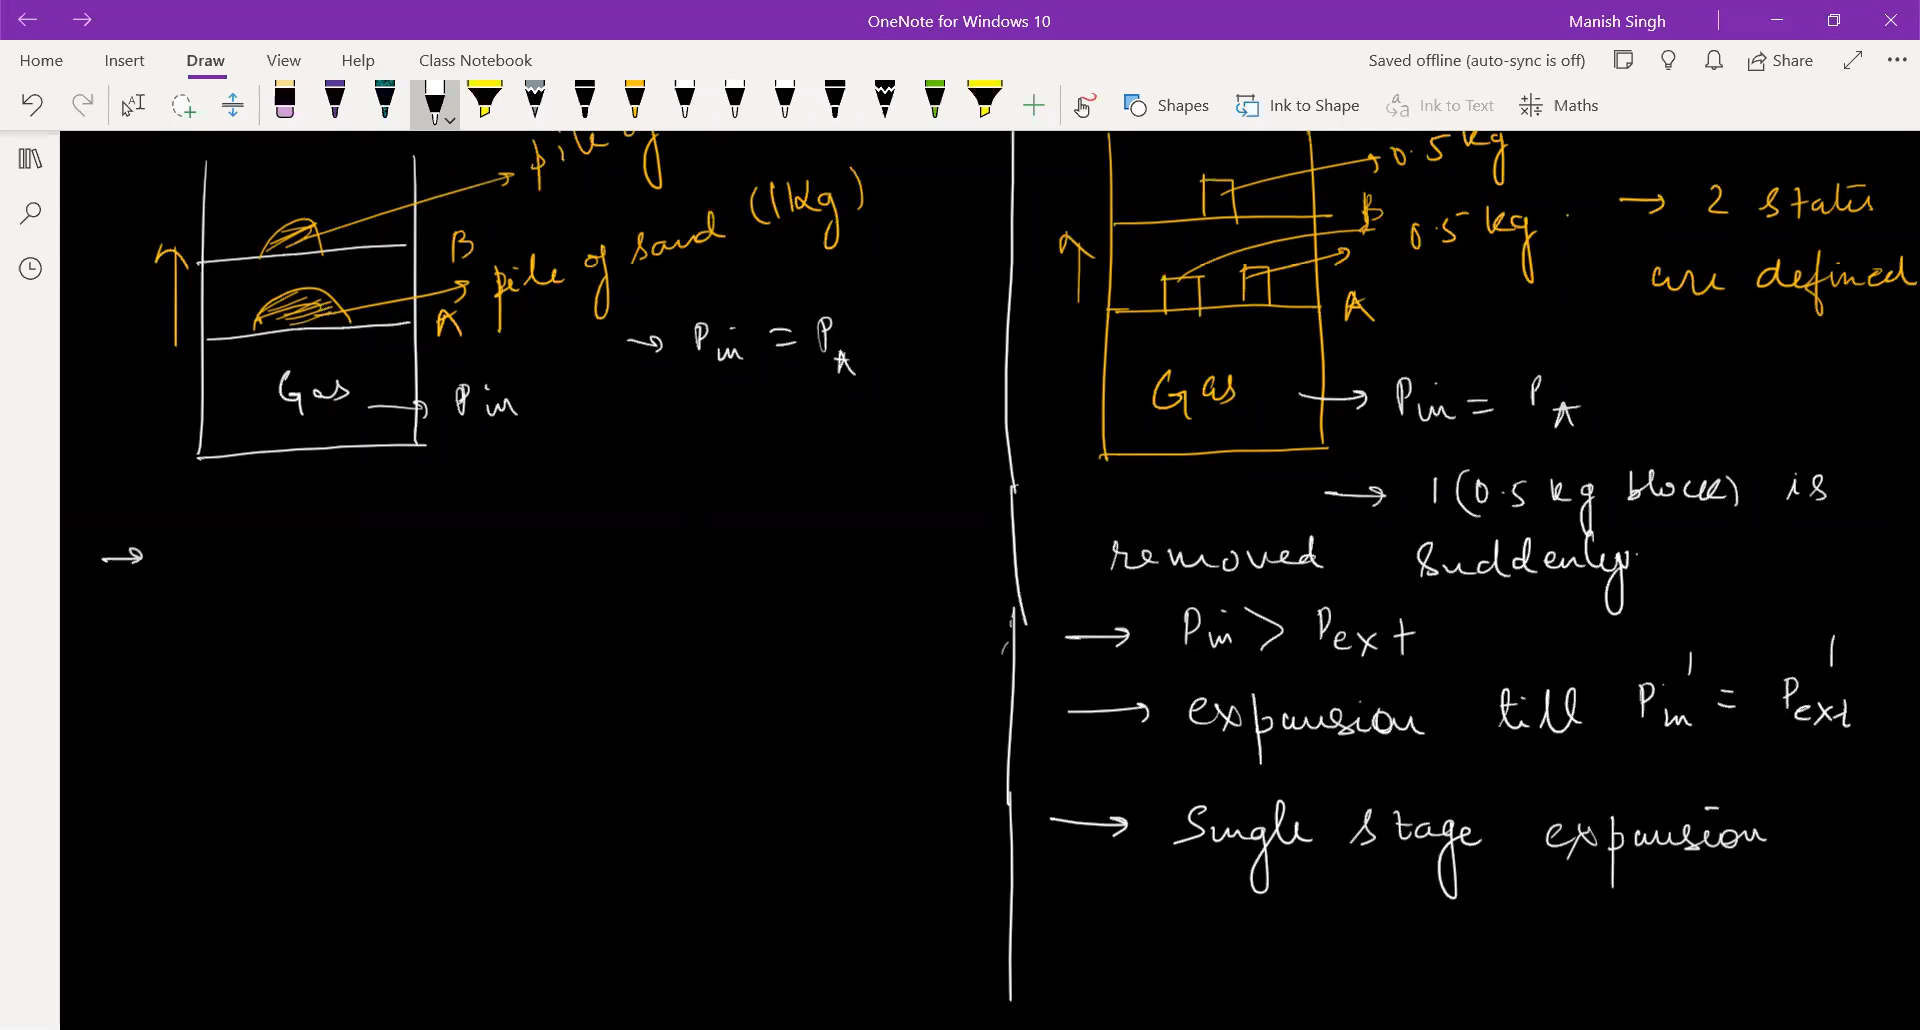 OneNote for Windows 10
Manish Singh
Home Insert Draw View Help Class Notebook
Saved offline (auto-sync is off) Share
Shapes Ink to Shape Ink to Text Maths
pile of
pile of sand (1kg)
B
A
→ Pin = PA
Gas → Pin
→
0.5 kg
B
0.5 kg
A
→ 2 states
are defined
Gas → Pin = PA
→ 1 (0.5 kg block) is
removed suddenly.
→ Pin > Pext
→ expansion till Pin' = Pext'
→ Single stage expansion